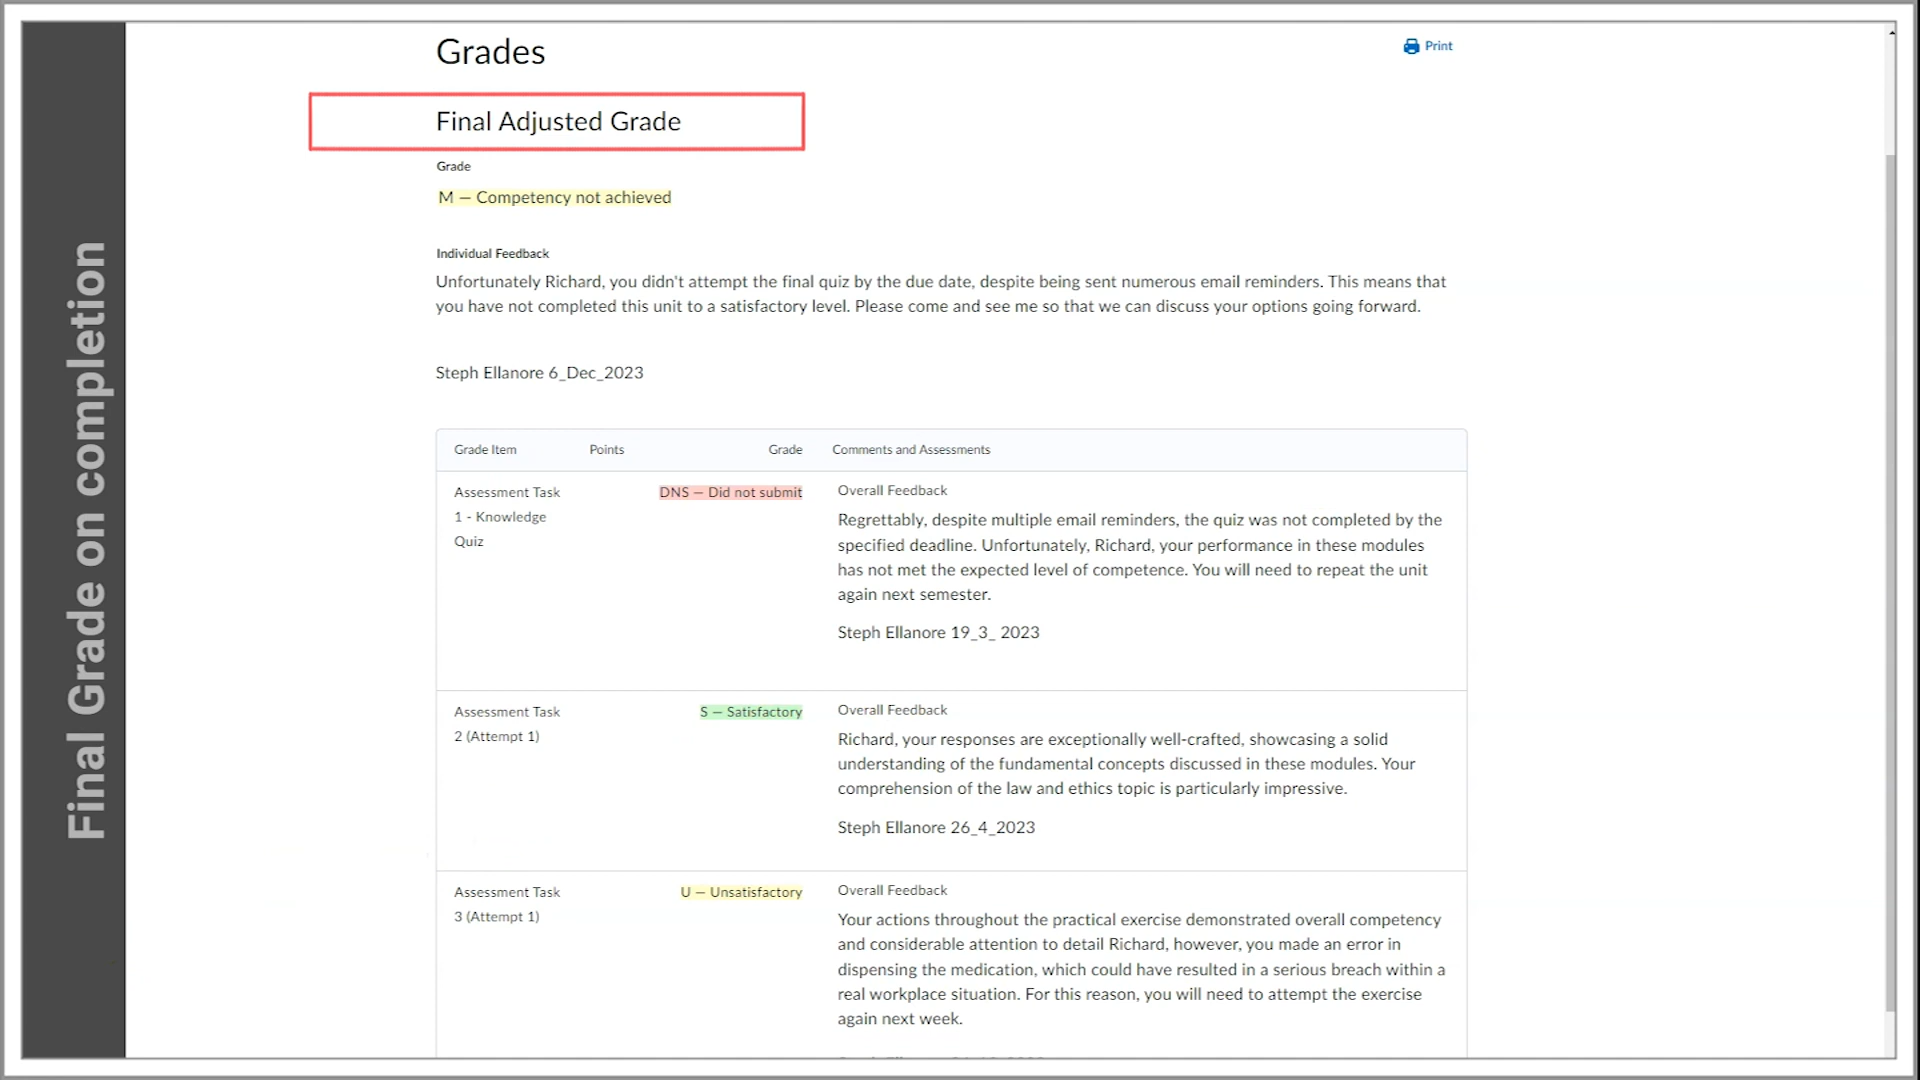 Final Grade on completion
Grades
Print
Final Adjusted Grade
Grade
M — Competency not achieved
Individual Feedback
Unfortunately Richard, you didn't attempt the final quiz by the due date, despite being sent numerous email reminders. This means that
you have not completed this unit to a satisfactory level. Please come and see me so that we can discuss your options going forward.
Steph Ellanore 6_Dec_2023
Grade Item Points Grade Comments and Assessments
Assessment Task
1 - Knowledge
Quiz
DNS — Did not submit
Overall Feedback
Regrettably, despite multiple email reminders, the quiz was not completed by the
specified deadline. Unfortunately, Richard, your performance in these modules
has not met the expected level of competence. You will need to repeat the unit
again next semester.
Steph Ellanore 19_3_ 2023
Assessment Task
2 (Attempt 1)
S — Satisfactory
Overall Feedback
Richard, your responses are exceptionally well-crafted, showcasing a solid
understanding of the fundamental concepts discussed in these modules. Your
comprehension of the law and ethics topic is particularly impressive.
Steph Ellanore 26_4_2023
Assessment Task
3 (Attempt 1)
U — Unsatisfactory
Overall Feedback
Your actions throughout the practical exercise demonstrated overall competency
and considerable attention to detail Richard, however, you made an error in
dispensing the medication, which could have resulted in a serious breach within a
real workplace situation. For this reason, you will need to attempt the exercise
again next week.